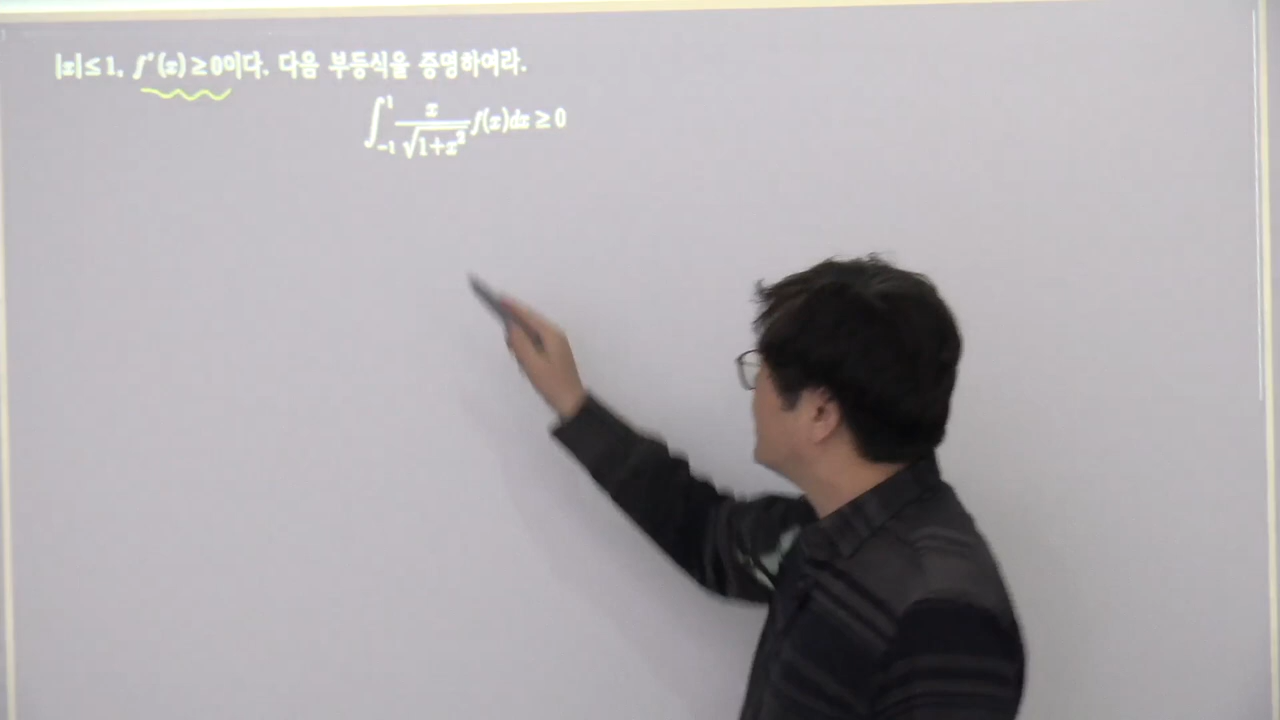 |x| ≤ 1, f'(x) ≥ 0이다. 다음 부등식을 증명하여라.
∫_{-1}^{1} x/√(1+x²) f(x)dx ≥ 0